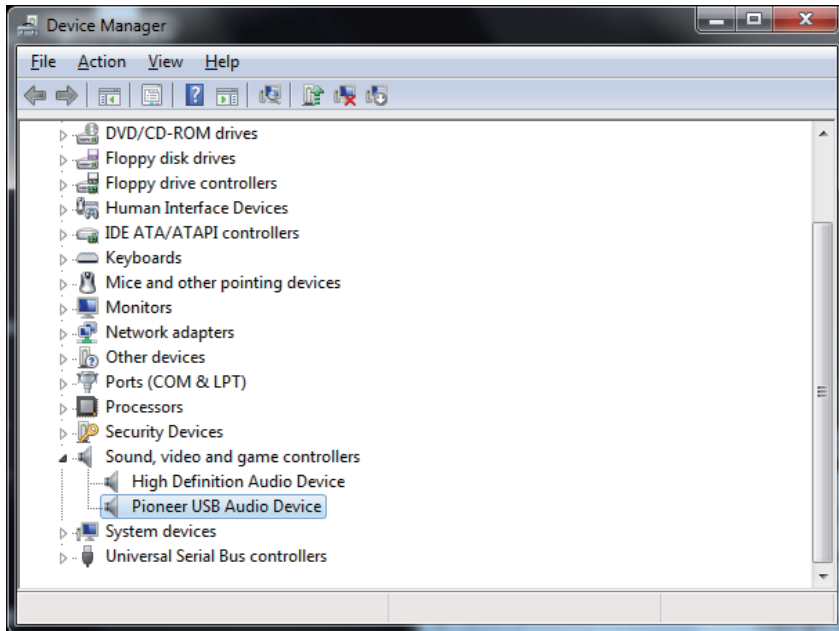 Device Manager
File Action View Help
DVD/CD-ROM drives
Floppy disk drives
Floppy drive controllers
Human Interface Devices
IDE ATA/ATAPI controllers
Keyboards
Mice and other pointing devices
Monitors
Network adapters
Other devices
Ports (COM & LPT)
Processors
Security Devices
Sound, video and game controllers
High Definition Audio Device
Pioneer USB Audio Device
System devices
Universal Serial Bus controllers